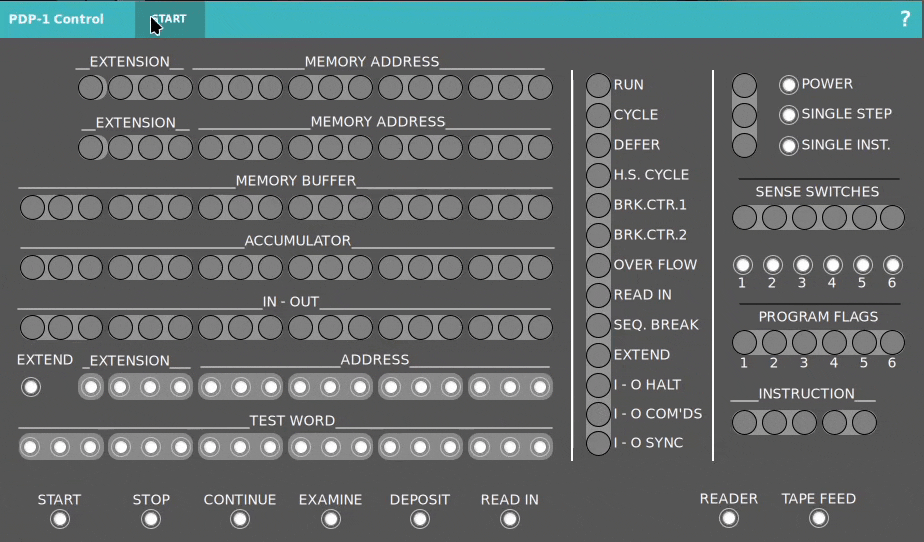 PDP-1 Control START ?
EXTENSION MEMORY ADDRESS
EXTENSION MEMORY ADDRESS
MEMORY BUFFER
ACCUMULATOR
IN - OUT
EXTEND EXTENSION ADDRESS
TEST WORD
START STOP CONTINUE EXAMINE DEPOSIT READ IN
RUN
CYCLE
DEFER
H.S. CYCLE
BRK.CTR.1
BRK.CTR.2
OVER FLOW
READ IN
SEQ. BREAK
EXTEND
I - O HALT
I - O COM'DS
I - O SYNC
POWER
SINGLE STEP
SINGLE INST.
SENSE SWITCHES
1 2 3 4 5 6
PROGRAM FLAGS
1 2 3 4 5 6
INSTRUCTION
READER TAPE FEED